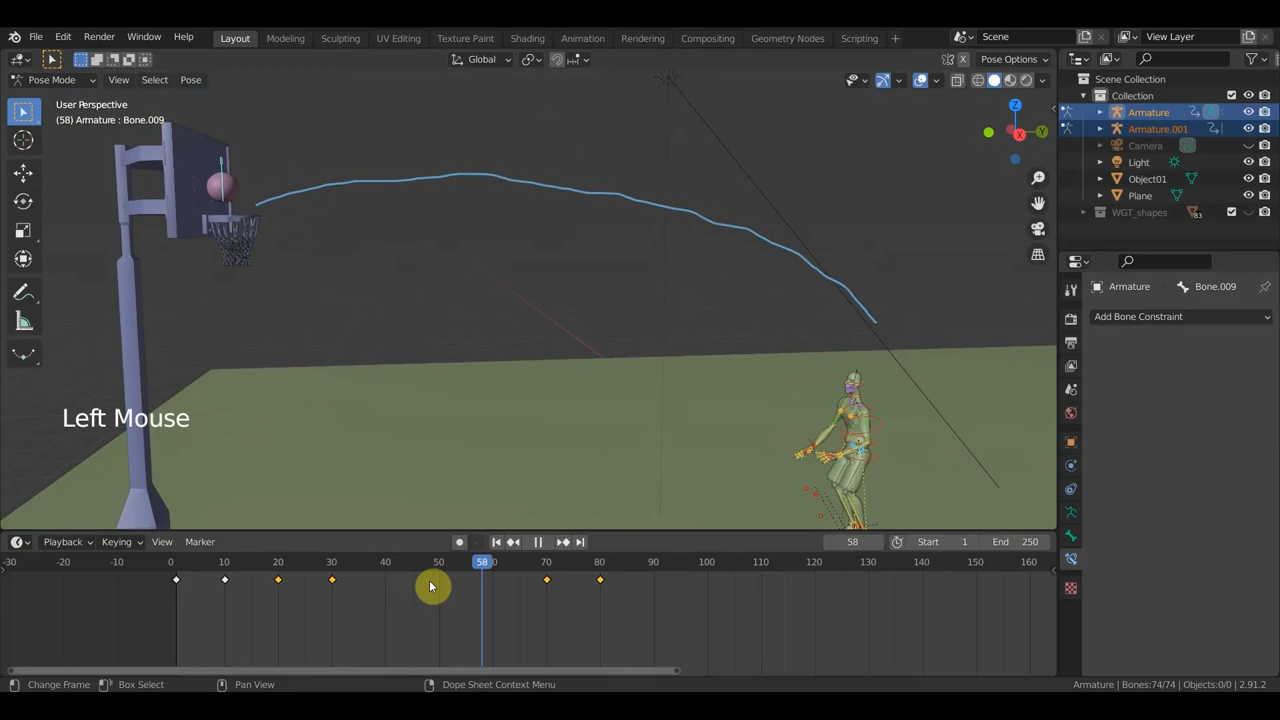 File Edit Render Window Help Layout Modeling Sculpting UV Editing Texture Paint Shading Animation Rendering Compositing Geometry Nodes Scripting + Scene View Layer
Global X Pose Options
Pose Mode View Select Pose
User Perspective
(58) Armature : Bone.009
Z
Y
X
Left Mouse
Scene Collection
Collection
Armature
Armature.001
Camera
Light
Object01
Plane
WGT_shapes 83
Armature Bone.009
Add Bone Constraint
Playback Keying View Marker 58 Start 1 End 250
-30 -20 -10 0 10 20 30 40 50 58 60 70 80 90 100 110 120 130 140 150 160
Change Frame Box Select Pan View Dope Sheet Context Menu Armature | Bones:74/74 | Objects:0/0 | 2.91.2